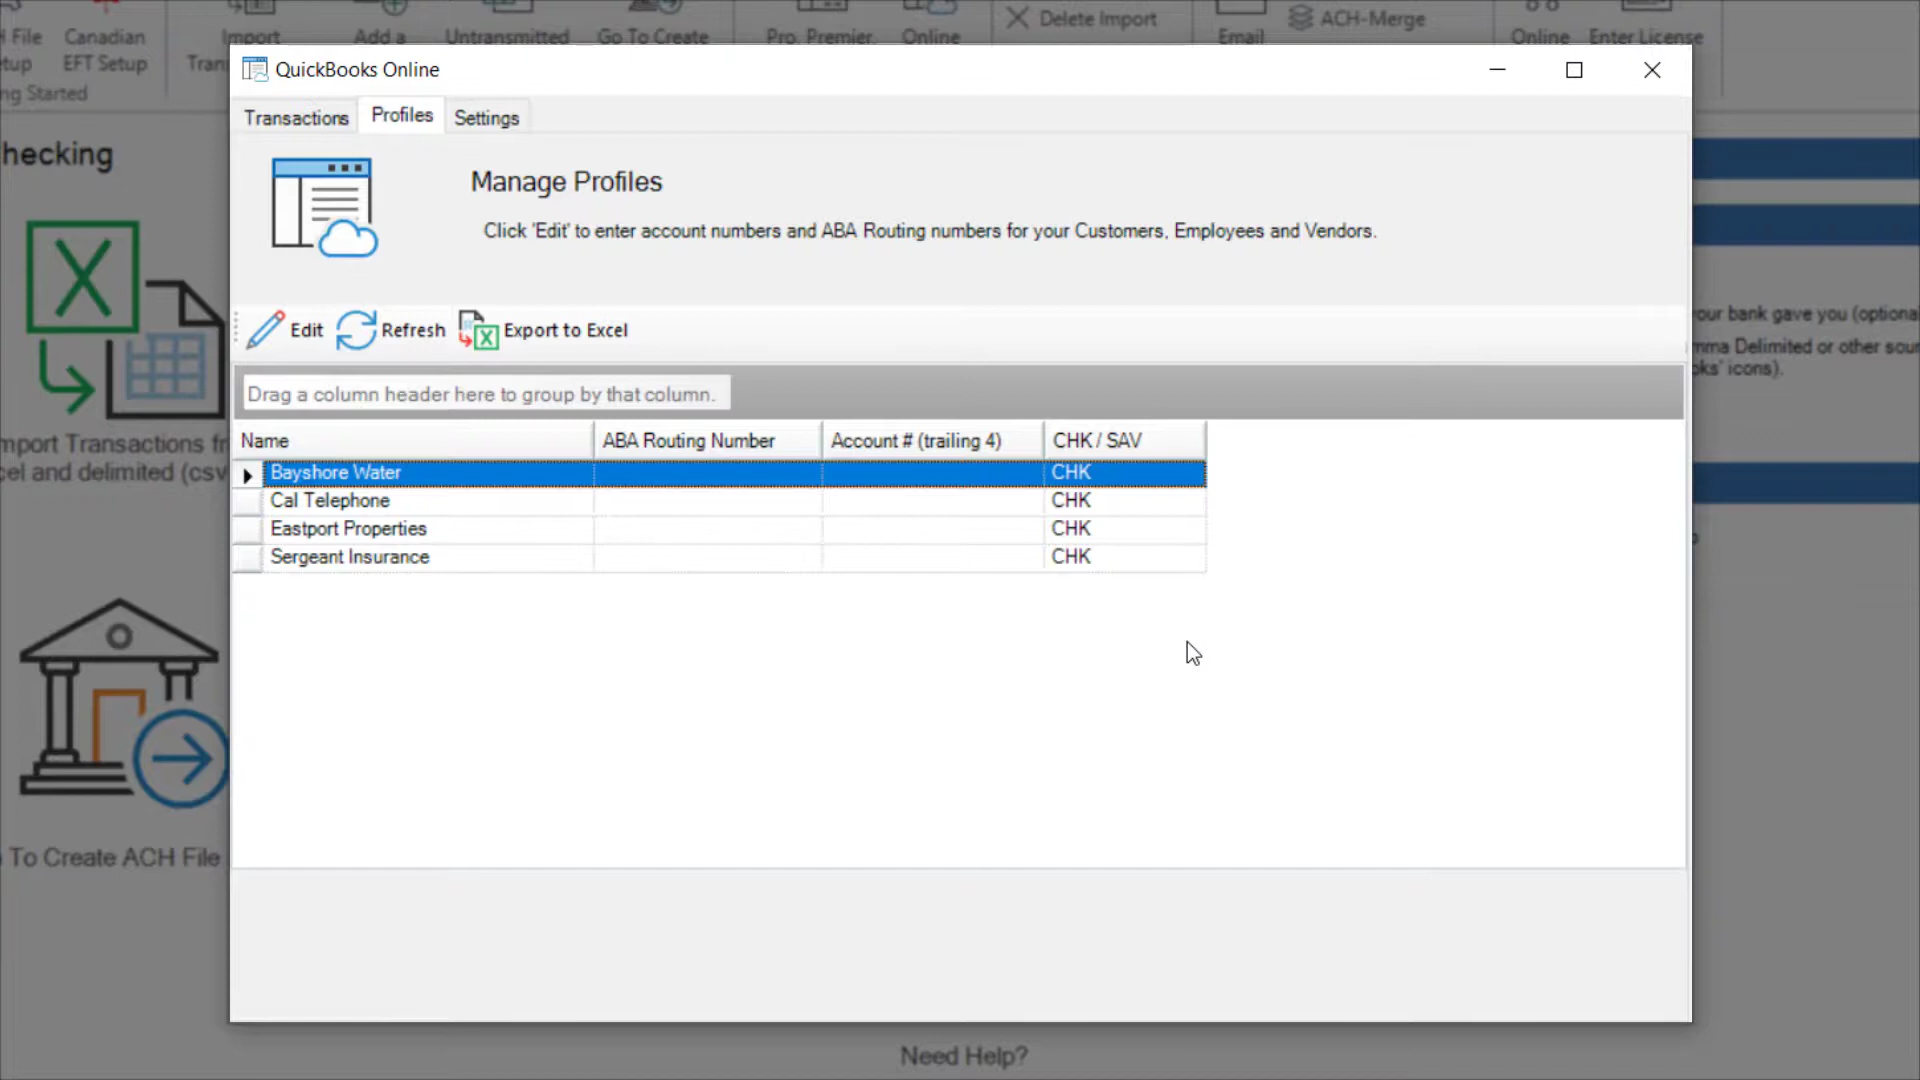 H File
Setup
Canadian
EFT Setup
Import
Add a
Untransmitted
Go To Create
Pro, Premier,
Online
Delete Import
Email
ACH-Merge
Online
Enter License
ng Started
QuickBooks Online
Transactions
Profiles
Settings
hecking
Manage Profiles
Click 'Edit' to enter account numbers and ABA Routing numbers for your Customers, Employees and Vendors.
Edit
Refresh
Export to Excel
our bank gave you (optional
mma Delimited or other sour
oks' icons).
Drag a column header here to group by that column.
Name
ABA Routing Number
Account # (trailing 4)
CHK / SAV
Bayshore Water
CHK
Cal Telephone
CHK
Eastport Properties
CHK
Sergeant Insurance
CHK
mport Transactions fr
cel and delimited (csv
To Create ACH File
Need Help?